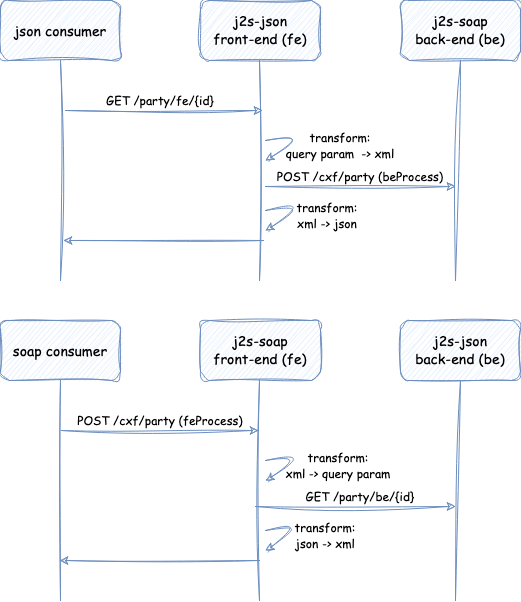 json consumer
j2s-json
front-end (fe)
j2s-soap
back-end (be)
GET /party/fe/{id}
transform:
query param -> xml
POST /cxf/party (beProcess)
transform:
xml -> json
soap consumer
j2s-soap
front-end (fe)
j2s-json
back-end (be)
POST /cxf/party (feProcess)
transform:
xml -> query param
GET /party/be/{id}
transform:
json -> xml